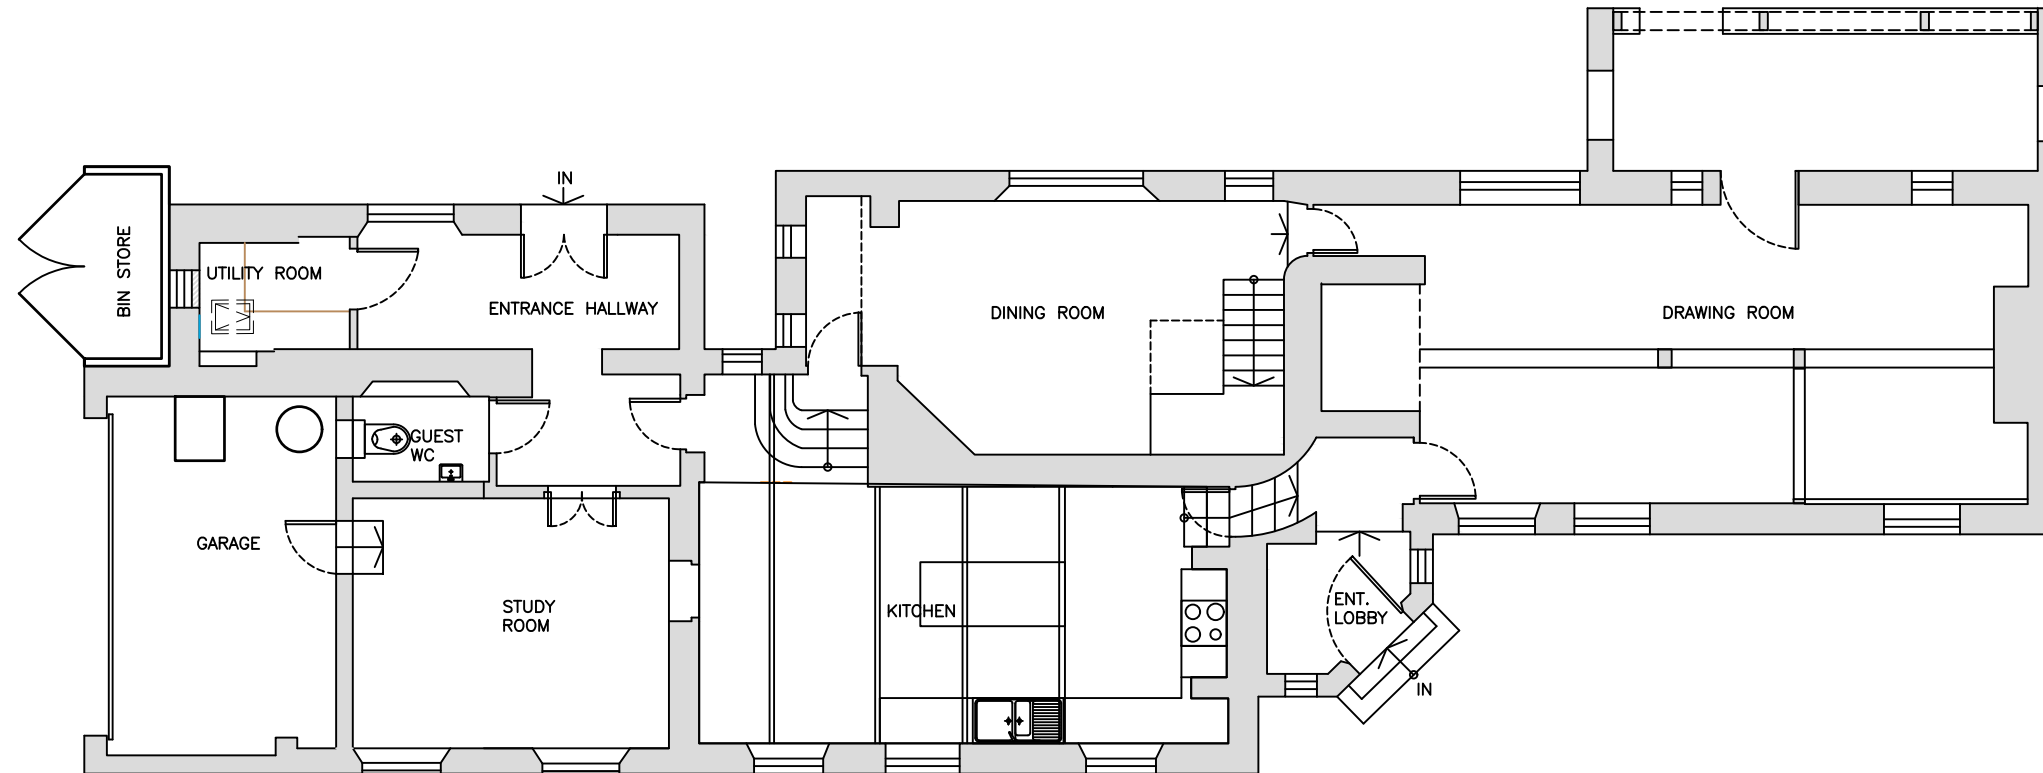 IN
BIN STORE
UTILITY ROOM
ENTRANCE HALLWAY
DINING ROOM
DRAWING ROOM
GUEST
WC
GARAGE
STUDY
ROOM
KITCHEN
ENT.
LOBBY
IN